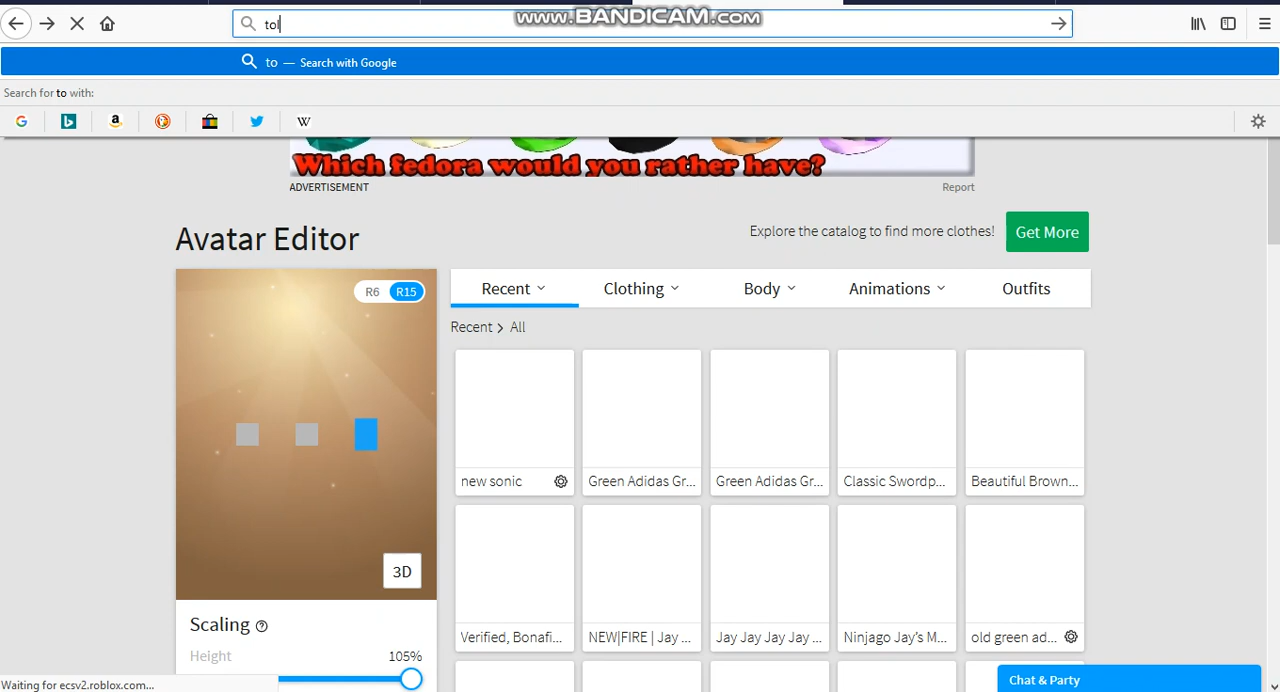 www.BANDICAM.com
tol
to — Search with Google
Search for to with:
Which fedora would you rather have?
ADVERTISEMENT
Report
Avatar Editor
Explore the catalog to find more clothes!
Get More
R6 R15
Recent Clothing Body Animations Outfits
Recent > All
3D
new sonic
Green Adidas Gr...
Green Adidas Gr...
Classic Swordp...
Beautiful Brown...
Verified, Bonafi...
NEW|FIRE | Jay ...
Jay Jay Jay Jay ...
Ninjago Jay's M...
old green ad...
Scaling
Height 105%
Waiting for ecsv2.roblox.com...
Chat & Party